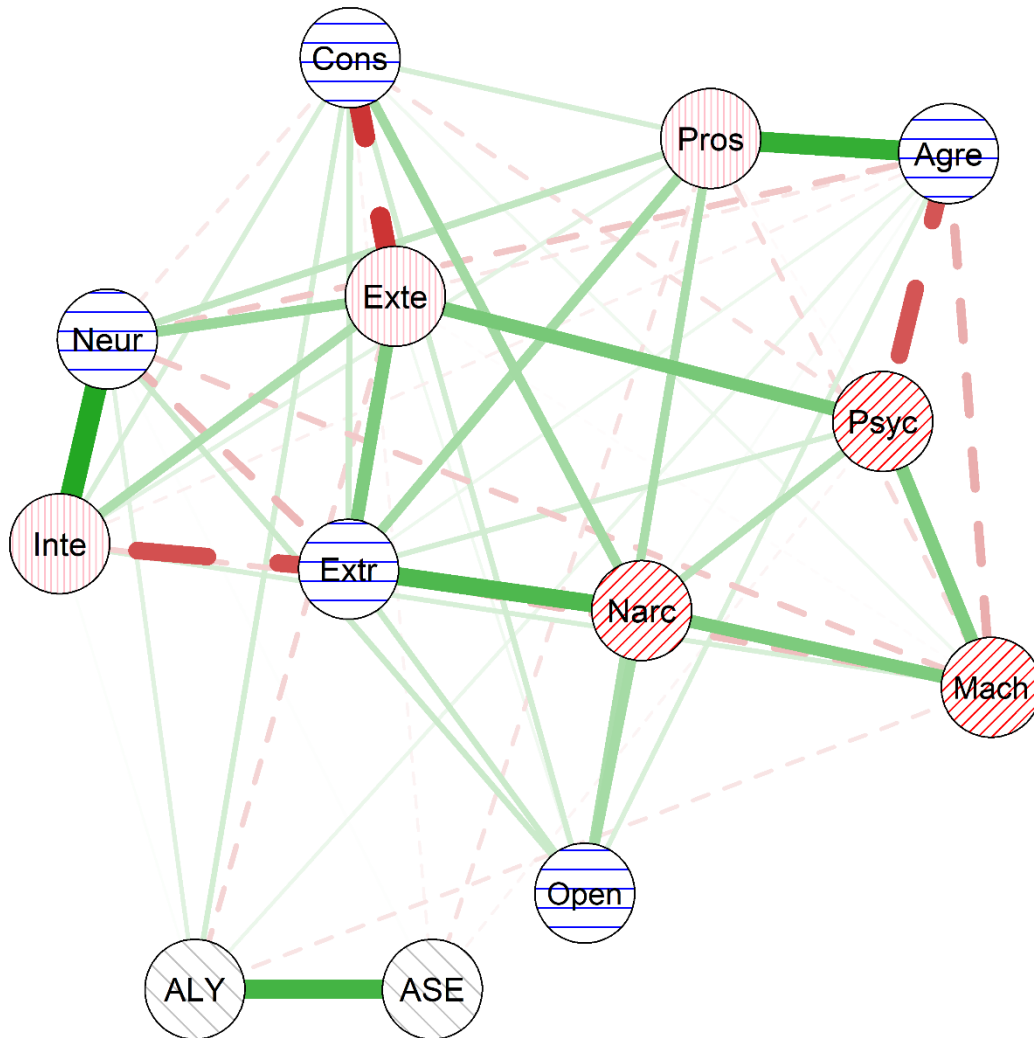 Cons
Pros
Agre
Exte
Neur
Psyc
Inte
Extr
Narc
Mach
Open
ALY
ASE